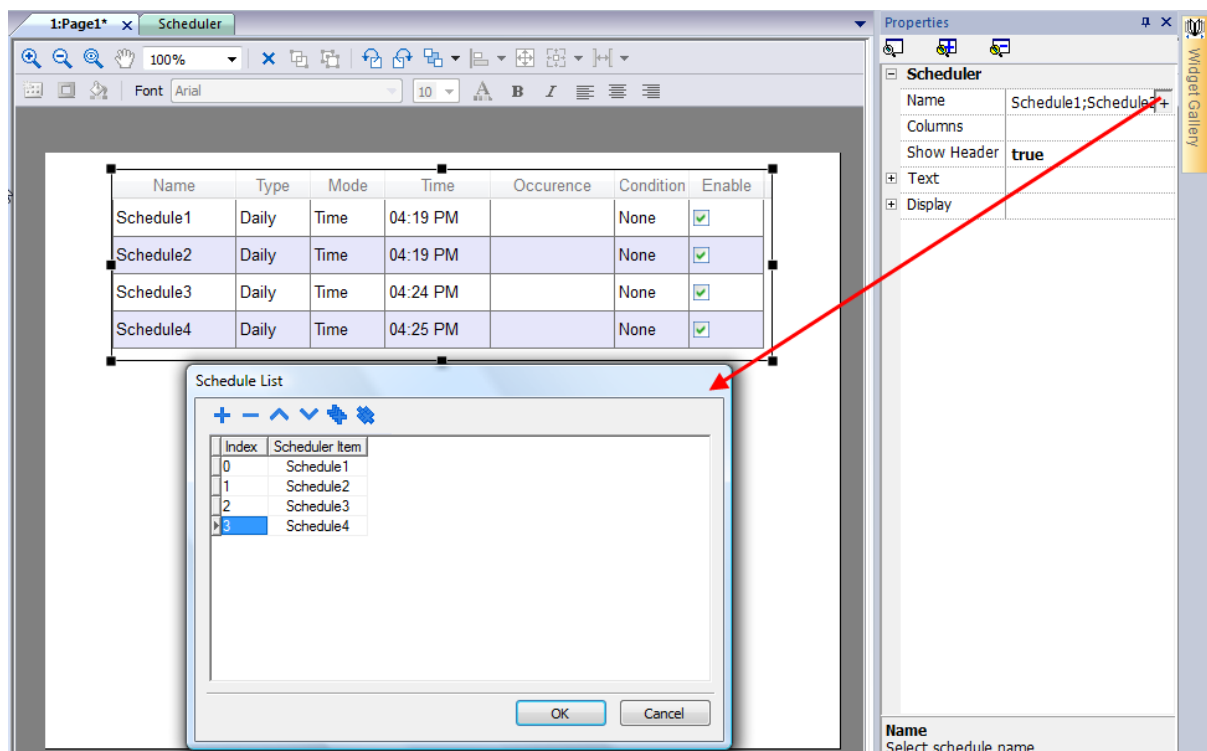 1:Page1* Scheduler
100%
Font Arial 10 A B I
Name Type Mode Time Occurence Condition Enable
Schedule1 Daily Time 04:19 PM None
Schedule2 Daily Time 04:19 PM None
Schedule3 Daily Time 04:24 PM None
Schedule4 Daily Time 04:25 PM None
Schedule List
Index Scheduler Item
0 Schedule1
1 Schedule2
2 Schedule3
3 Schedule4
OK Cancel
Properties
Scheduler
Name Schedule1;Schedule2
Columns
Show Header true
Text
Display
Name
Select schedule name
Widget Gallery